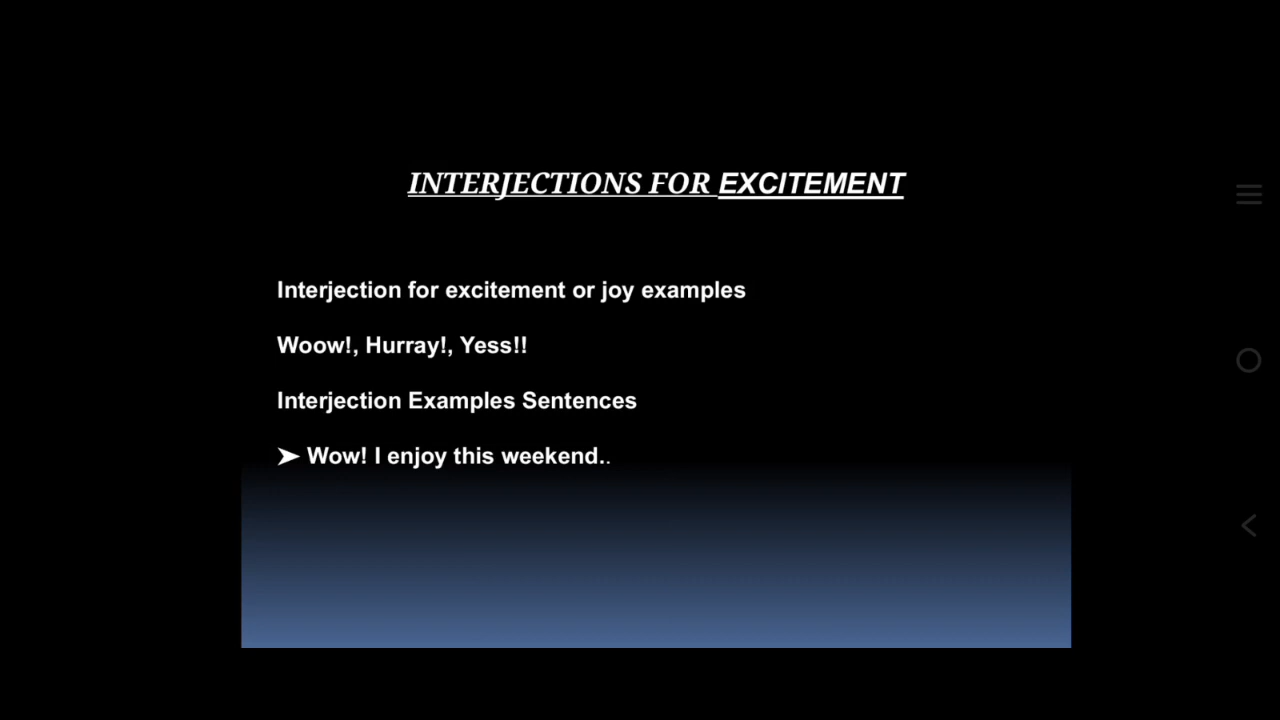 INTERJECTIONS FOR EXCITEMENT
Interjection for excitement or joy examples
Woow!, Hurray!, Yess!!
Interjection Examples Sentences
➤ Wow! I enjoy this weekend..